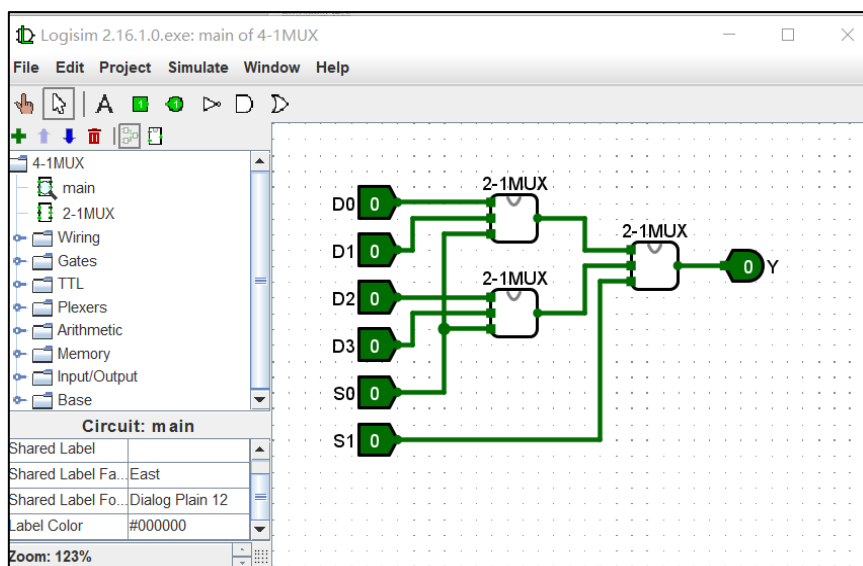 Logisim 2.16.1.0.exe: main of 4-1MUX
File Edit Project Simulate Window Help
4-1MUX
main
2-1MUX
Wiring
Gates
TTL
Plexers
Arithmetic
Memory
Input/Output
Base
Circuit: main
Shared Label
Shared Label Fa... East
Shared Label Fo... Dialog Plain 12
Label Color #000000
Zoom: 123%
2-1MUX
D0 0
2-1MUX
D1 0
0 Y
2-1MUX
D2 0
D3 0
S0 0
S1 0